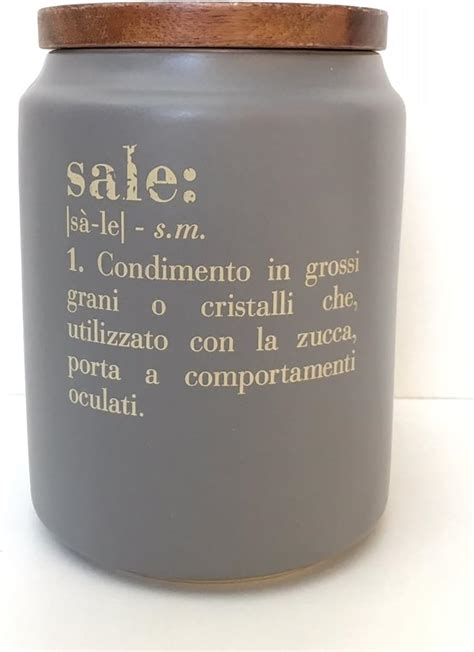 sale:
|sà-le| - s.m.
1. Condimento in grossi
grani o cristalli che,
utilizzato con la zucca,
porta a comportamenti
oculati.